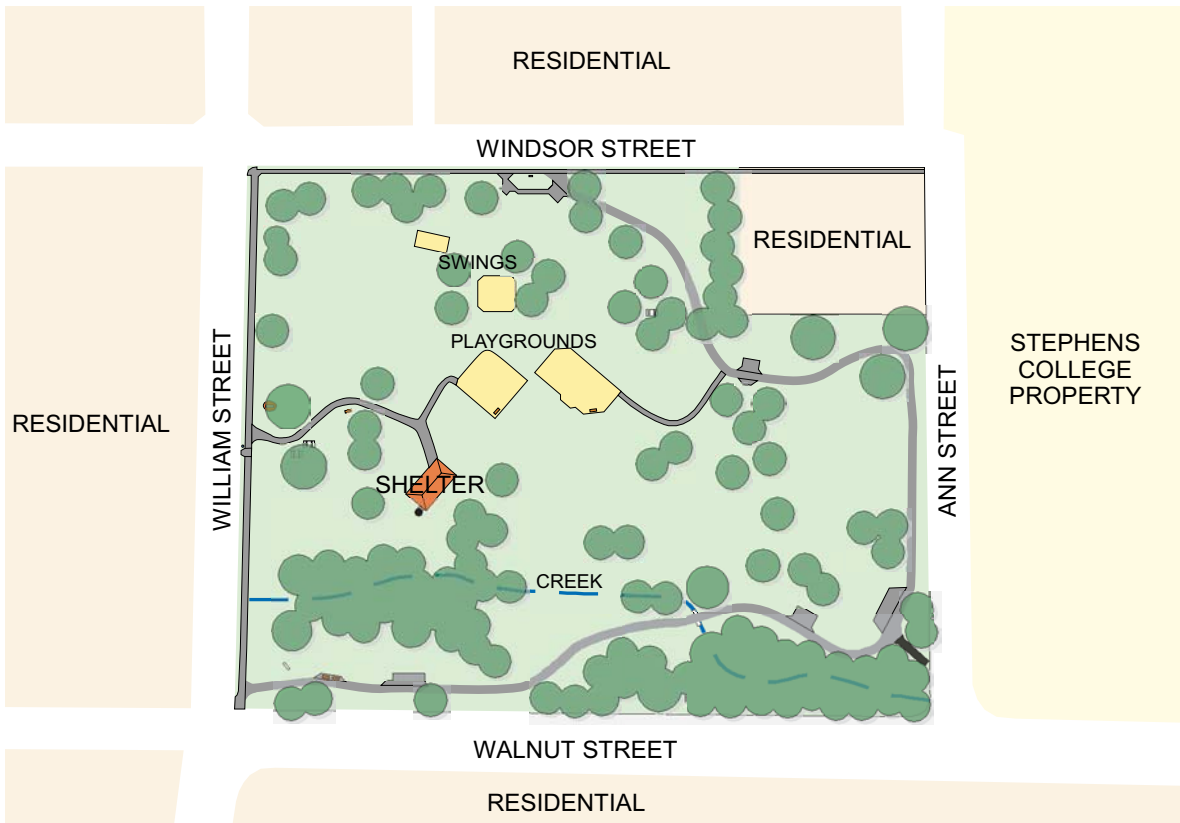 RESIDENTIAL
WINDSOR STREET
RESIDENTIAL
SWINGS
PLAYGROUNDS
STEPHENS
COLLEGE
PROPERTY
WILLIAM STREET
RESIDENTIAL
ANN STREET
SHELTER
CREEK
WALNUT STREET
RESIDENTIAL